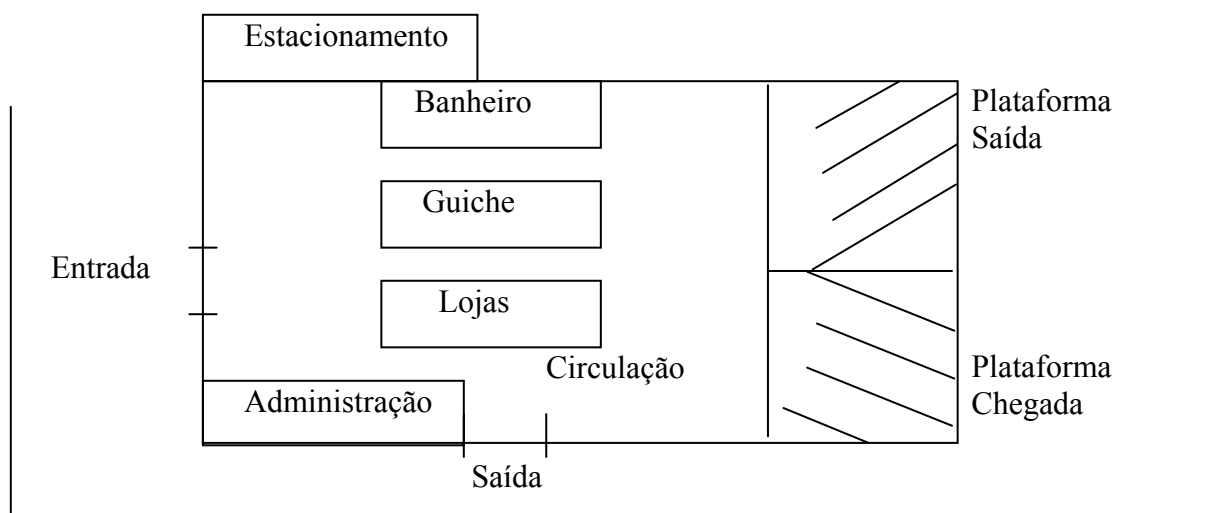 Estacionamento
Banheiro
Plataforma
Saída
Guiche
Entrada
Lojas
Circulação
Plataforma
Chegada
Administração
Saída